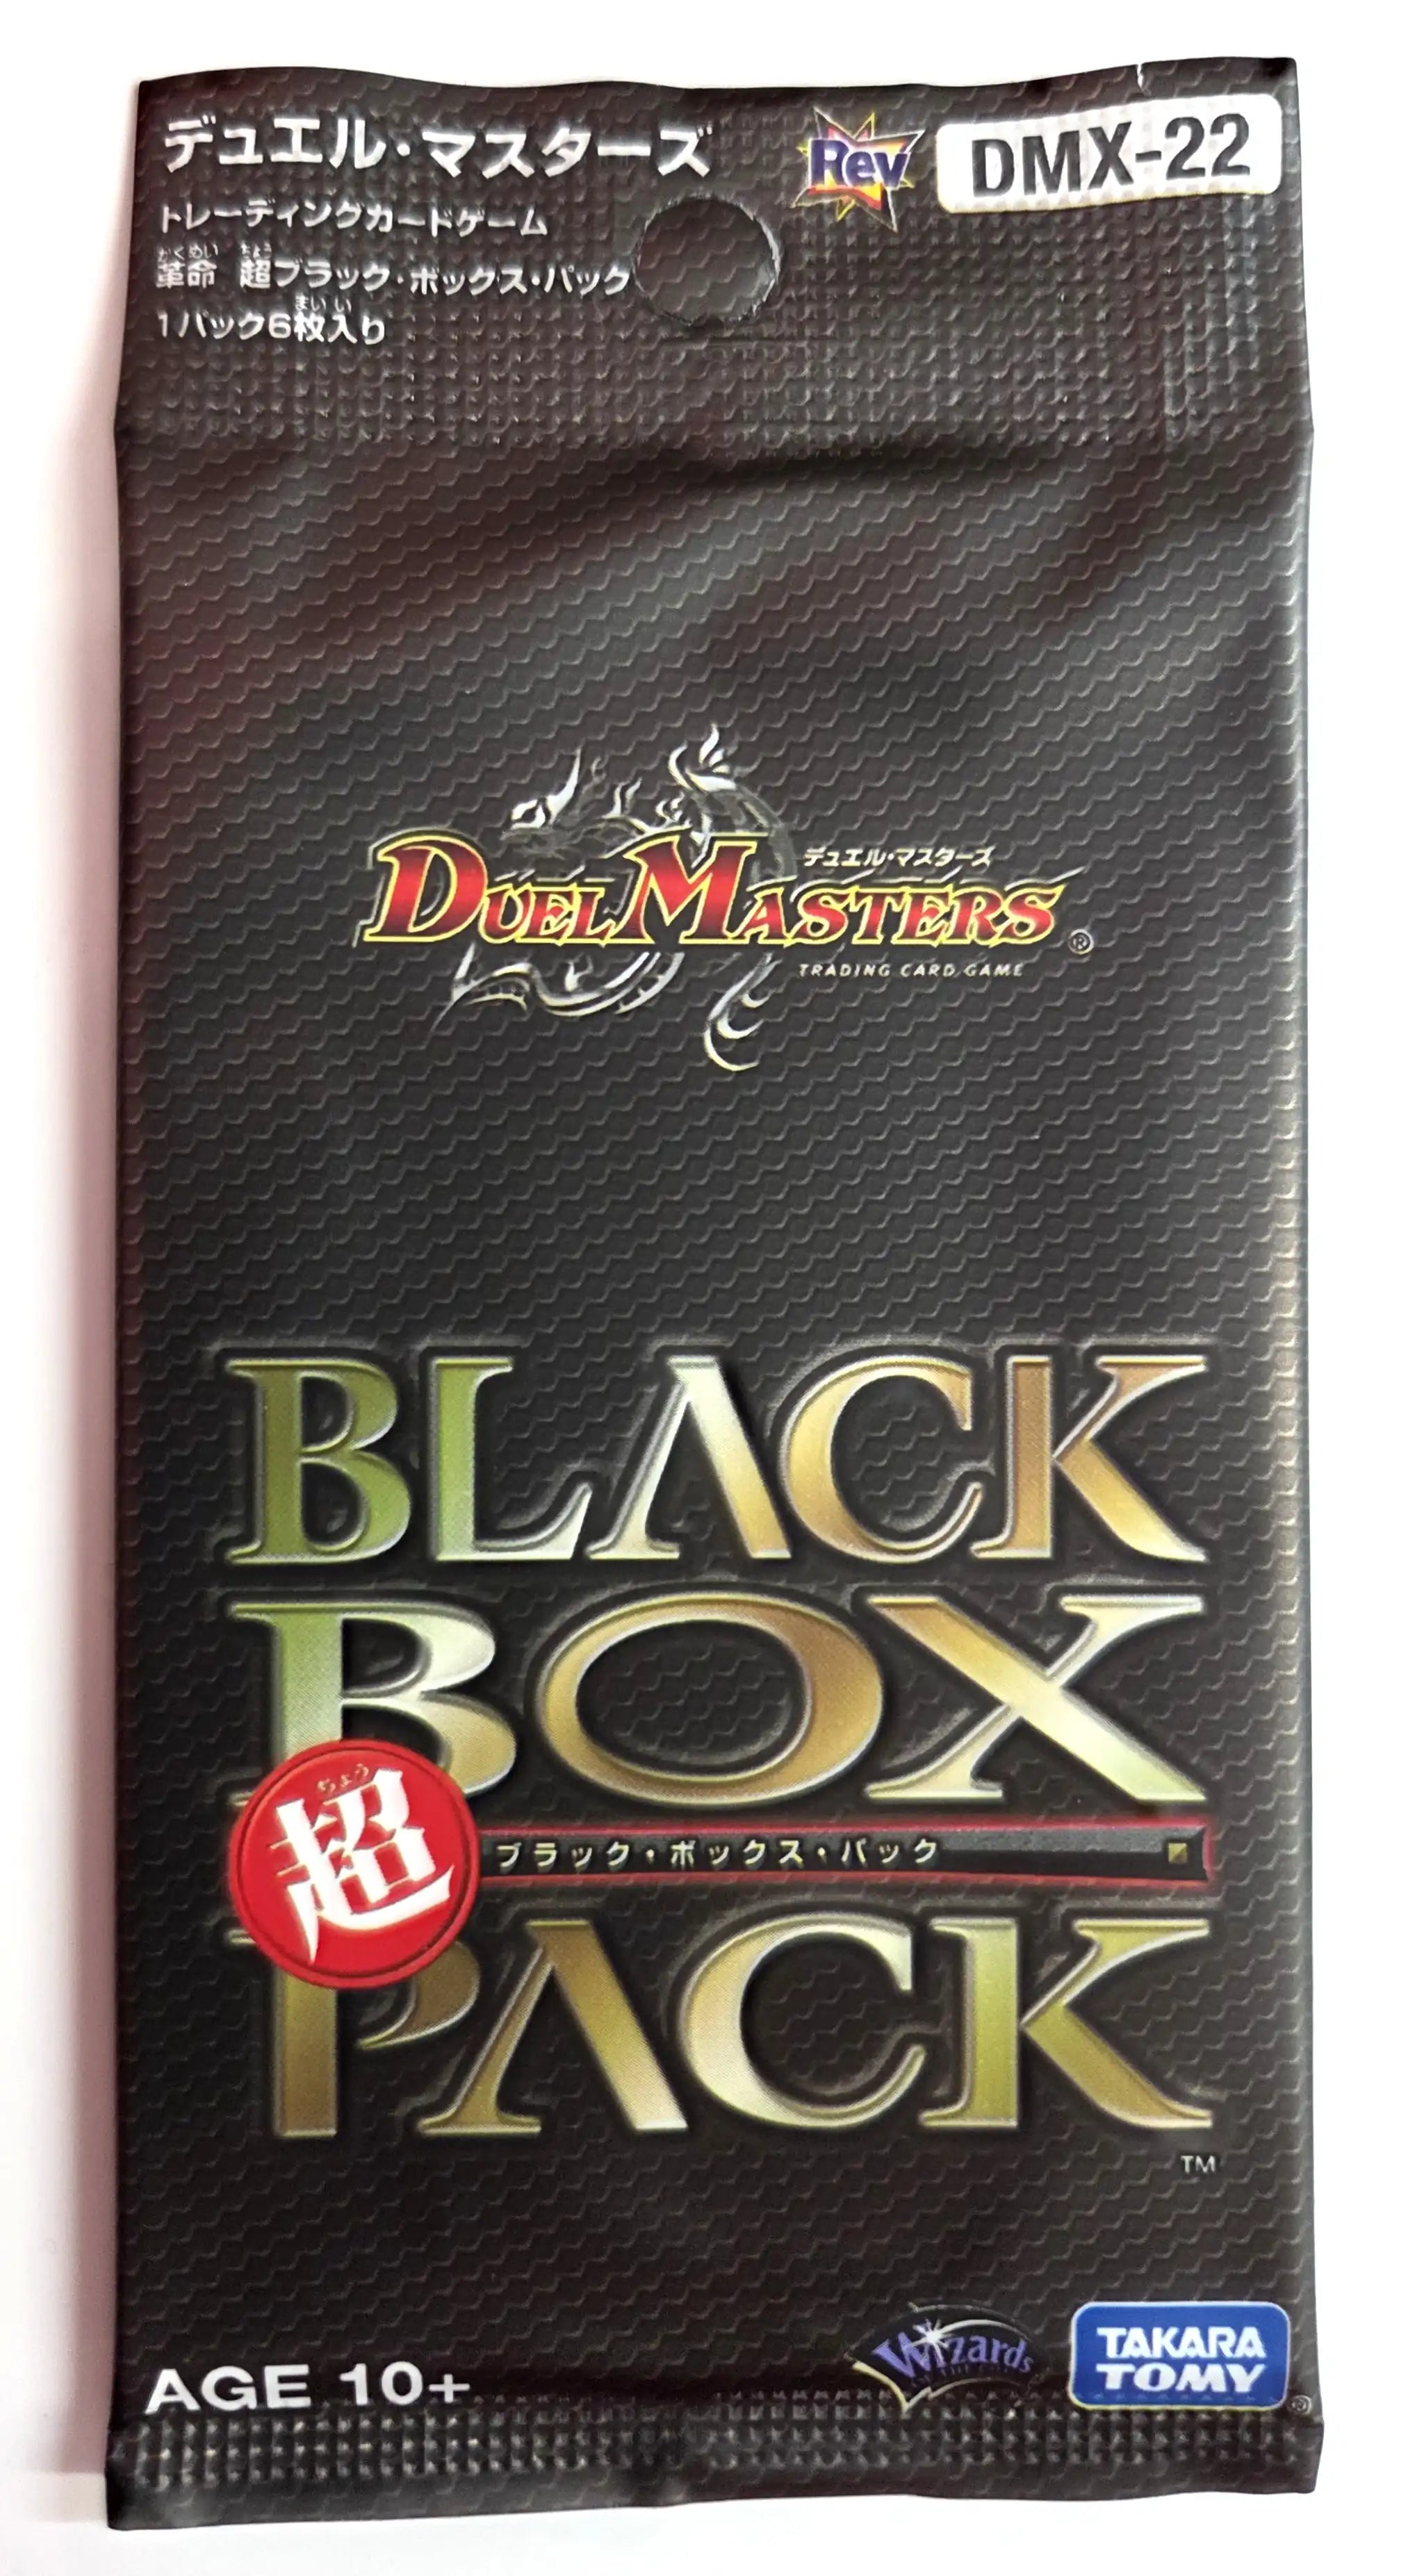 デュエル・マスターズ
Rev
DMX-22
トレーディングカードゲーム
かくめい ちょう
革命 超ブラック・ボックス・パック
まい い
1パック6枚入り
デュエル・マスターズ
DUEL MASTERS ®
TRADING CARD GAME
BLACK
BOX
ちょう
超
ブラック・ボックス・パック
PACK
TM
AGE 10+
Wizards
TAKARA
TOMY ®